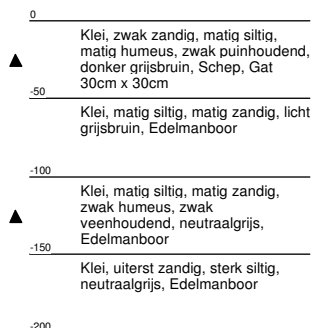 0
Klei, zwak zandig, matig siltig,
matig humeus, zwak puinhoudend,
donker grijsbruin, Schep, Gat
30cm x 30cm
-50
Klei, matig siltig, matig zandig, licht
grijsbruin, Edelmanboor
-100
Klei, matig siltig, matig zandig,
zwak humeus, zwak
veenhoudend, neutraalgrijs,
Edelmanboor
-150
Klei, uiterst zandig, sterk siltig,
neutraalgrijs, Edelmanboor
-200